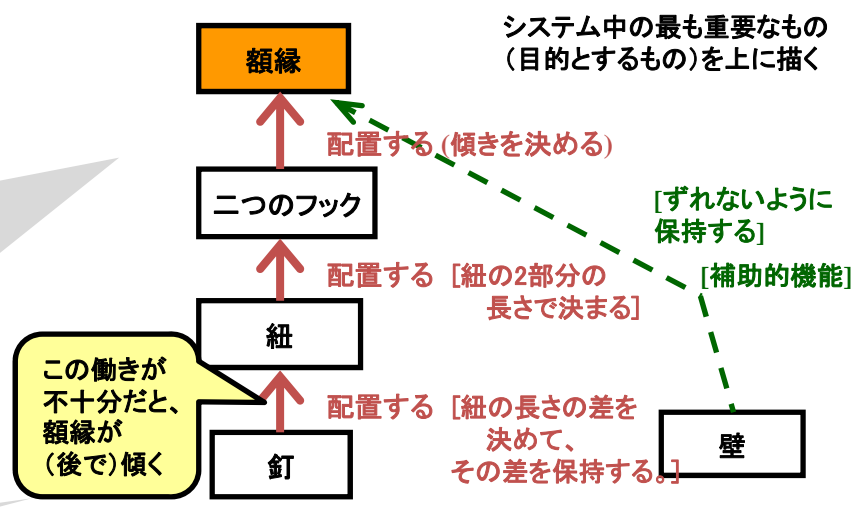 システム中の最も重要なもの
（目的とするもの）を上に描く
額縁
配置する (傾きを決める)
二つのフック
[ずれないように
保持する]
[補助的機能]
配置する [紐の2部分の
長さで決まる]
紐
この働きが
不十分だと、
額縁が
（後で）傾く
配置する [紐の長さの差を
決めて、
その差を保持する。]
釘
壁